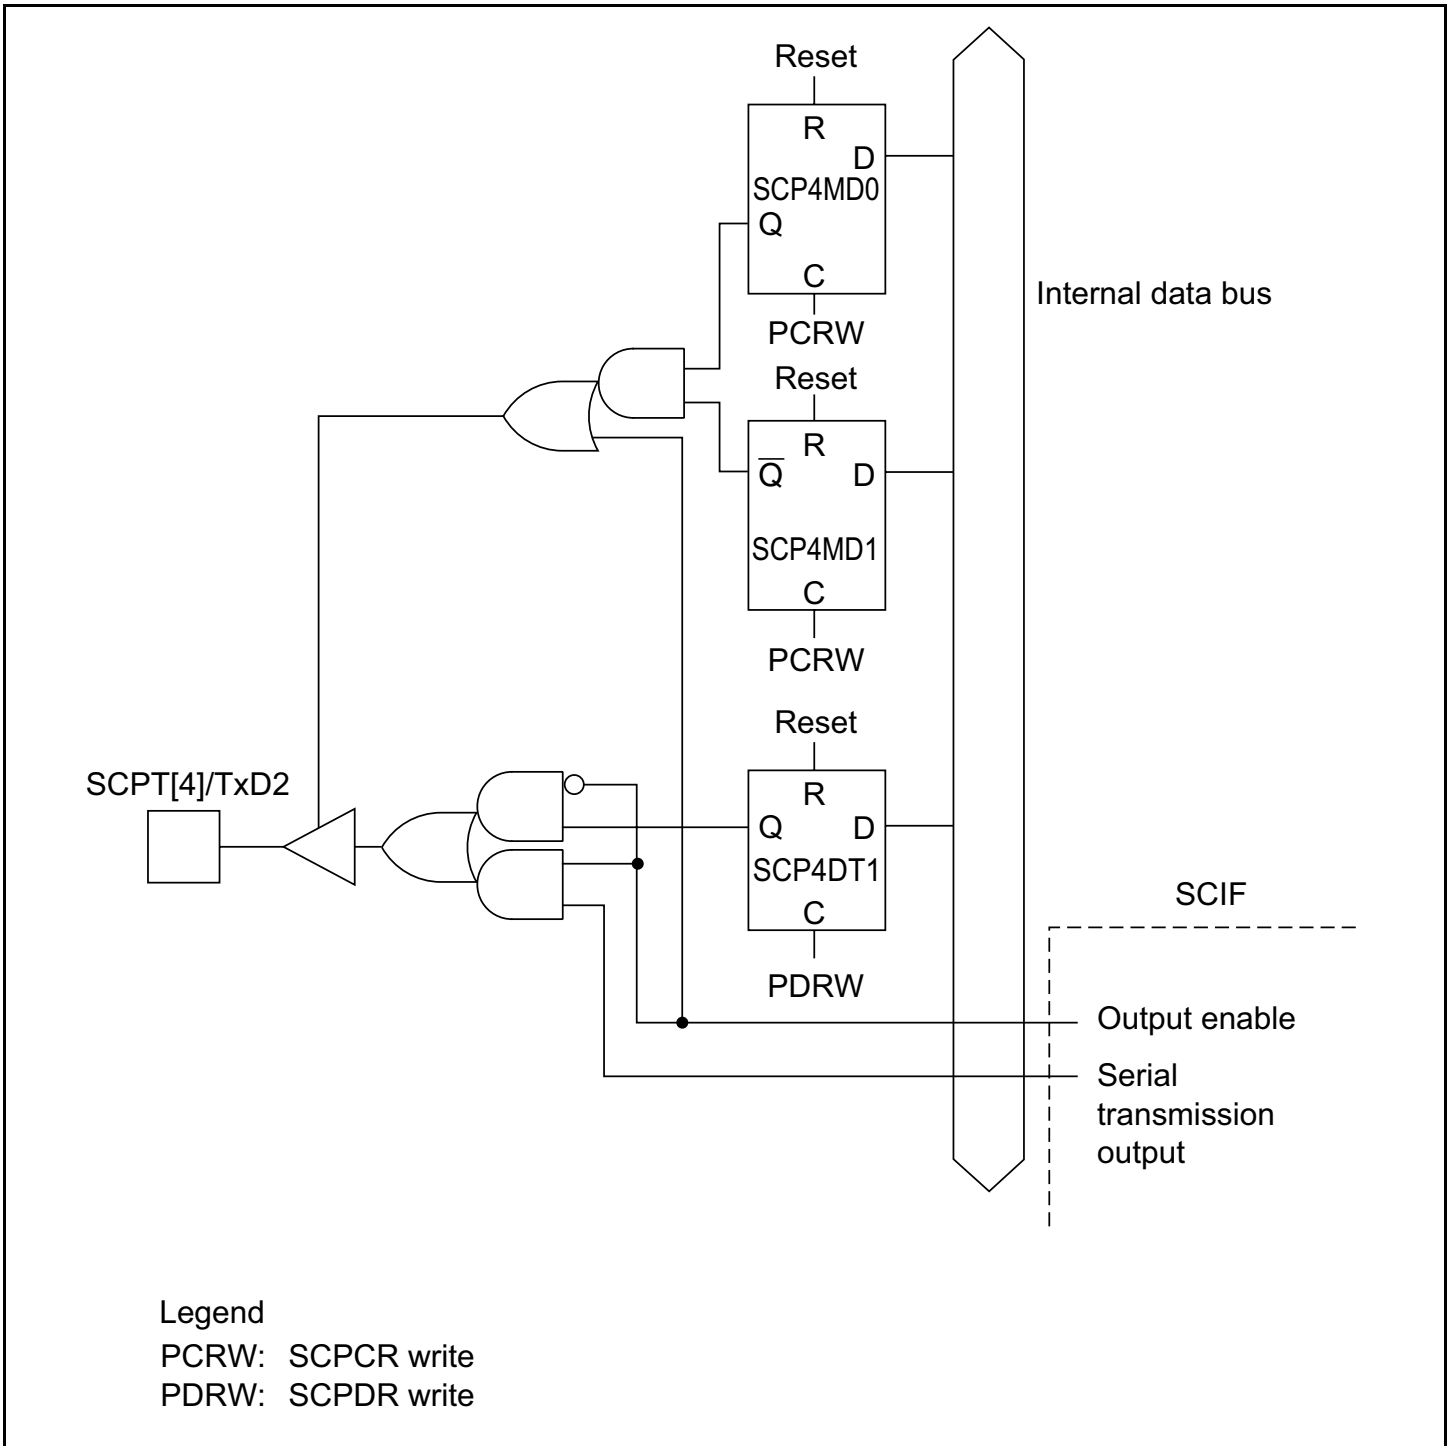 Reset
R
D
SCP4MD0
Q
C
PCRW
Internal data bus
Reset
R
Q̅
D
SCP4MD1
C
PCRW
Reset
SCPT[4]/TxD2
R
Q
D
SCP4DT1
C
PDRW
SCIF
Output enable
Serial
transmission
output
Legend
PCRW: SCPCR write
PDRW: SCPDR write